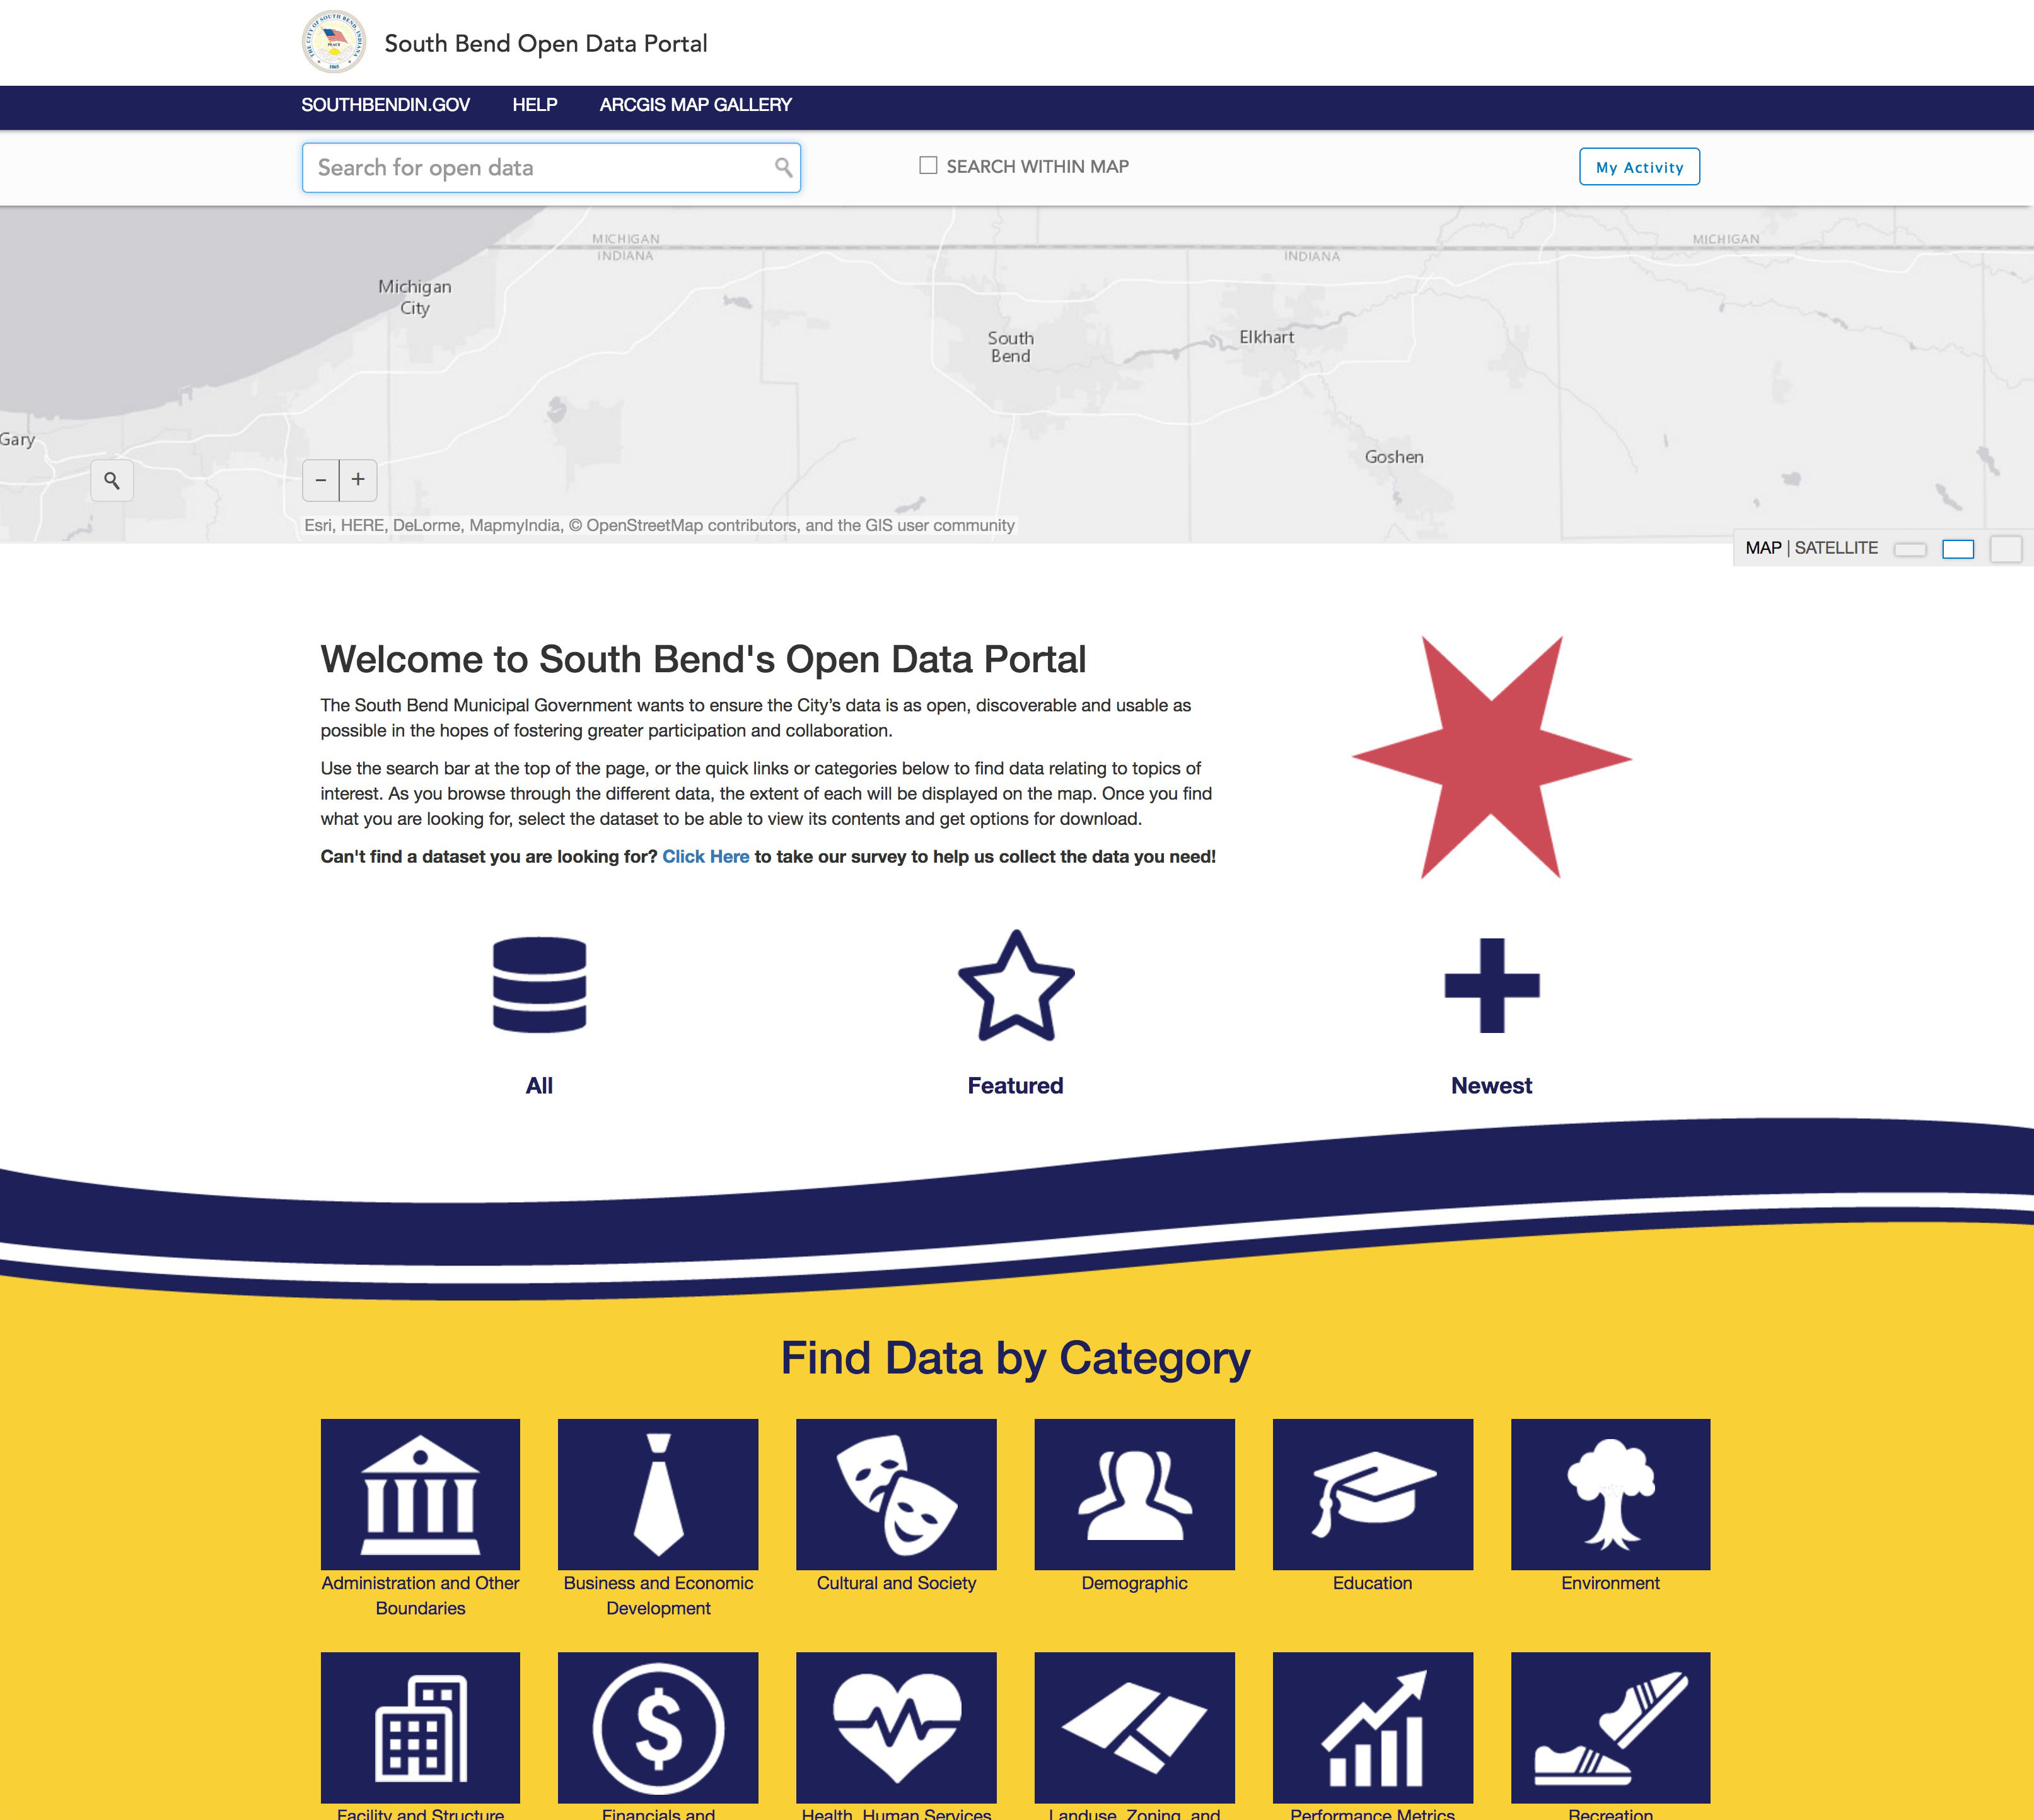 THE CITY OF SOUTH BEND, INDIANA
PEACE
1865
South Bend Open Data Portal
SOUTHBENDIN.GOV HELP ARCGIS MAP GALLERY
Search for open data
SEARCH WITHIN MAP
My Activity
MICHIGAN
INDIANA
INDIANA
MICHIGAN
Michigan
City
South
Bend
Elkhart
Gary
Goshen
− +
Esri, HERE, DeLorme, MapmyIndia, © OpenStreetMap contributors, and the GIS user community
MAP | SATELLITE
Welcome to South Bend's Open Data Portal
The South Bend Municipal Government wants to ensure the City’s data is as open, discoverable and usable as
possible in the hopes of fostering greater participation and collaboration.
Use the search bar at the top of the page, or the quick links or categories below to find data relating to topics of
interest. As you browse through the different data, the extent of each will be displayed on the map. Once you find
what you are looking for, select the dataset to be able to view its contents and get options for download.
Can't find a dataset you are looking for? Click Here to take our survey to help us collect the data you need!
All
Featured
Newest
Find Data by Category
Administration and Other
Boundaries
Business and Economic
Development
Cultural and Society
Demographic
Education
Environment
$
Facility and Structure
Financials and
Health, Human Services
Landuse, Zoning, and
Performance Metrics
Recreation